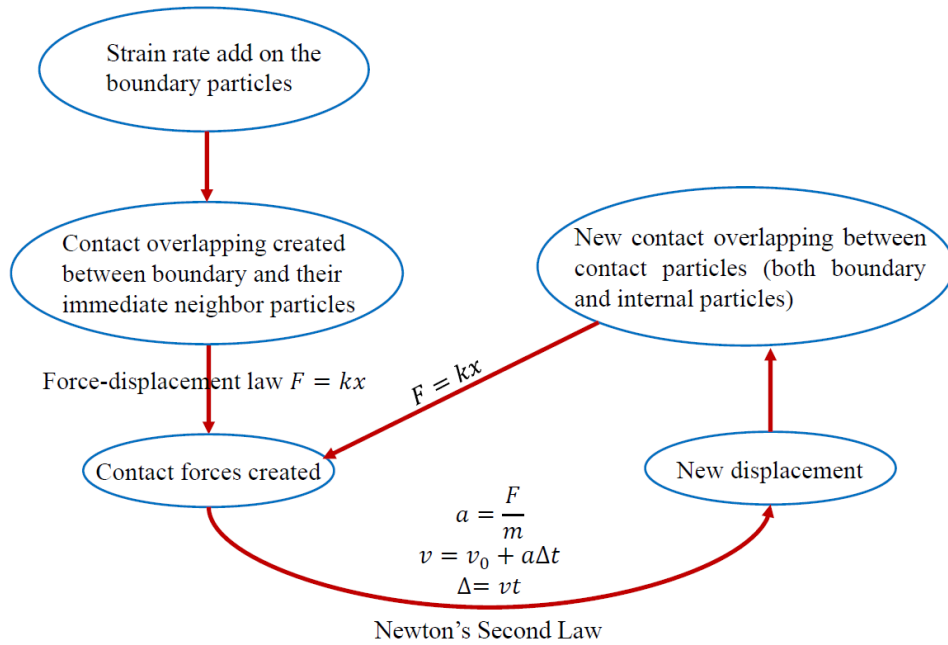 Strain rate add on the
boundary particles
Contact overlapping created
between boundary and their
immediate neighbor particles
New contact overlapping between
contact particles (both boundary
and internal particles)
Force-displacement law F = kx
F = kx
Contact forces created
New displacement
a = F/m
v = v₀ + aΔt
Δ= vt
Newton’s Second Law